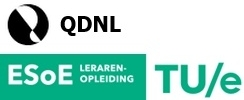 QDNL
ESoE LERAREN-
OPLEIDING TU/e